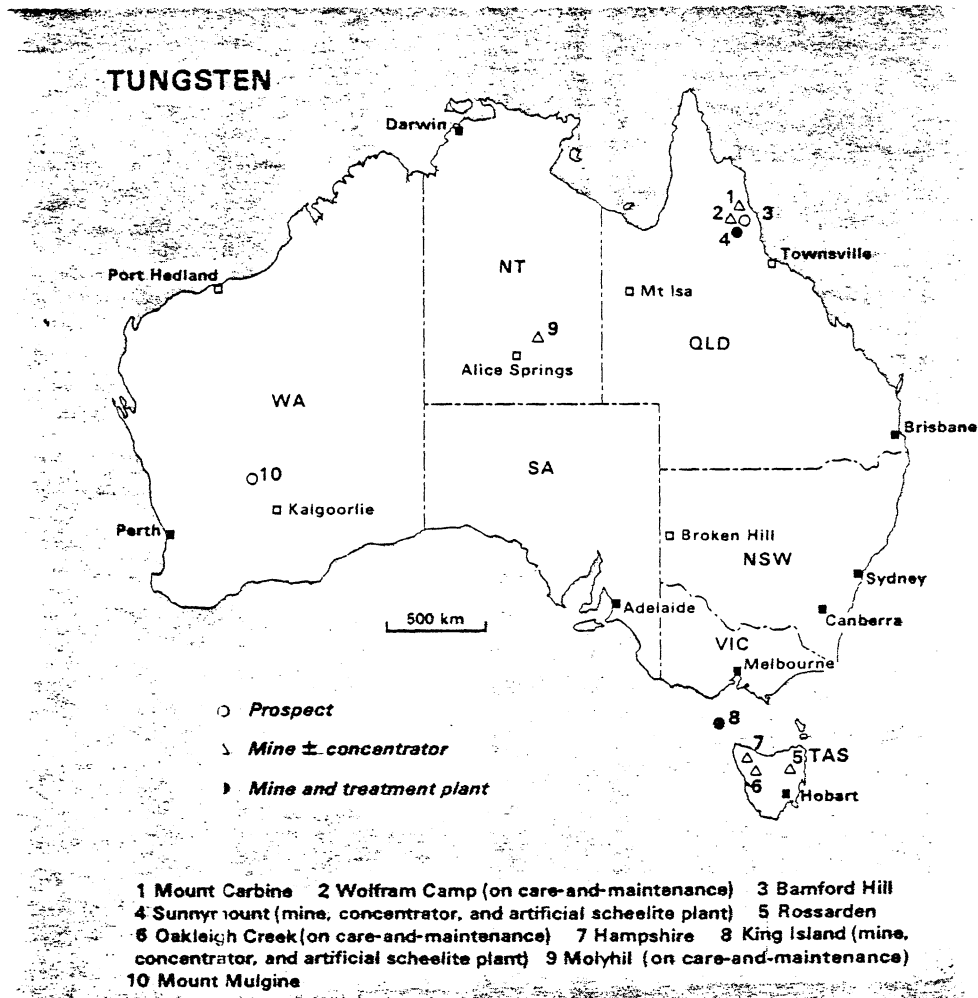 TUNGSTEN
Darwin
1
2 3
4
Townsville
Port Hedland
NT
Mt Isa
9
QLD
Alice Springs
WA
Brisbane
SA
10
Kalgoorlie
Perth
Broken Hill
NSW
Sydney
Adelaide
500 km
Canberra
VIC
Melbourne
Prospect
8
Mine ± concentrator
7
5 TAS
6
Mine and treatment plant
Hobart
1 Mount Carbine 2 Wolfram Camp (on care-and-maintenance) 3 Bamford Hill
4 Sunnymount (mine, concentrator, and artificial scheelite plant) 5 Rossarden
6 Oakleigh Creek (on care-and-maintenance) 7 Hampshire 8 King Island (mine,
concentrator, and artificial scheelite plant) 9 Molyhil (on care-and-maintenance)
10 Mount Mulgine